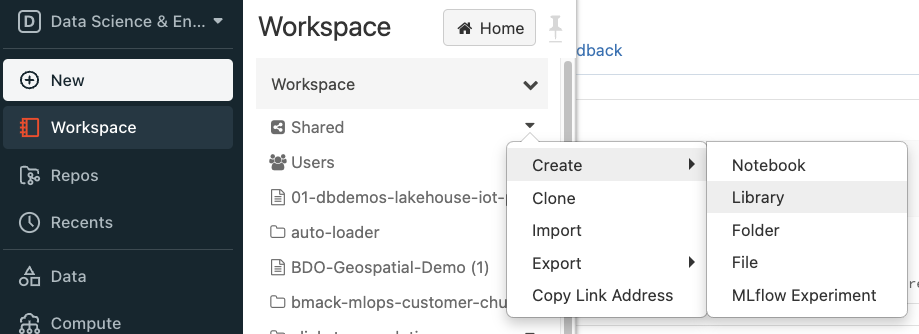 D Data Science & En...
New
Workspace
Repos
Recents
Data
Compute
Workspace
Home
Workspace
Shared
Users
01-dbdemos-lakehouse-iot-
auto-loader
BDO-Geospatial-Demo (1)
bmack-mlops-customer-chu
dback
Create
Clone
Import
Export
Copy Link Address
Notebook
Library
Folder
File
MLflow Experiment
re